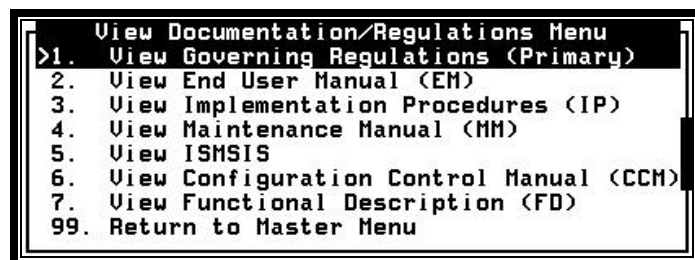 View Documentation/Regulations Menu
>1. View Governing Regulations (Primary)
2. View End User Manual (EM)
3. View Implementation Procedures (IP)
4. View Maintenance Manual (MM)
5. View ISMSIS
6. View Configuration Control Manual (CCM)
7. View Functional Description (FD)
99. Return to Master Menu